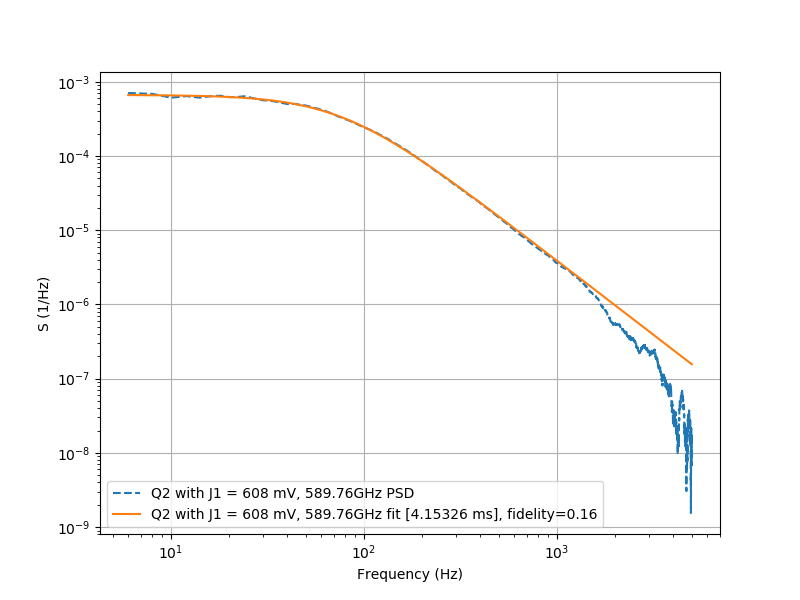 10⁻³
10⁻⁴
10⁻⁵
10⁻⁶
10⁻⁷
10⁻⁸
10⁻⁹
S (1/Hz)
Q2 with J1 = 608 mV, 589.76GHz PSD
Q2 with J1 = 608 mV, 589.76GHz fit [4.15326 ms], fidelity=0.16
10¹ 10² 10³
Frequency (Hz)